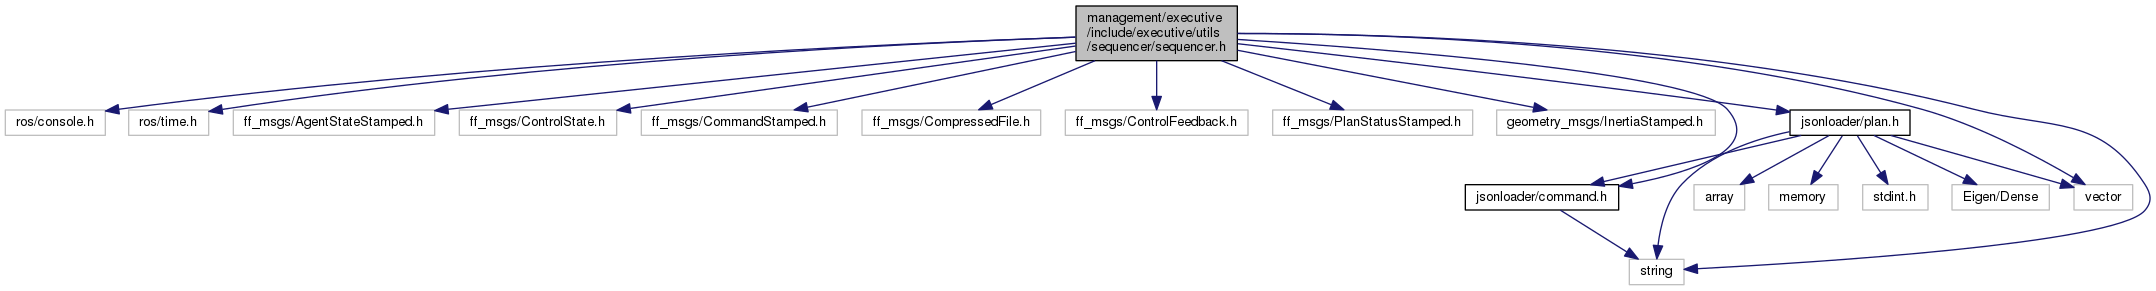 management/executive
/include/executive/utils
/sequencer/sequencer.h
ros/console.h
ros/time.h
ff_msgs/AgentStateStamped.h
ff_msgs/ControlState.h
ff_msgs/CommandStamped.h
ff_msgs/CompressedFile.h
ff_msgs/ControlFeedback.h
ff_msgs/PlanStatusStamped.h
geometry_msgs/InertiaStamped.h
jsonloader/plan.h
jsonloader/command.h
array
memory
stdint.h
Eigen/Dense
vector
string